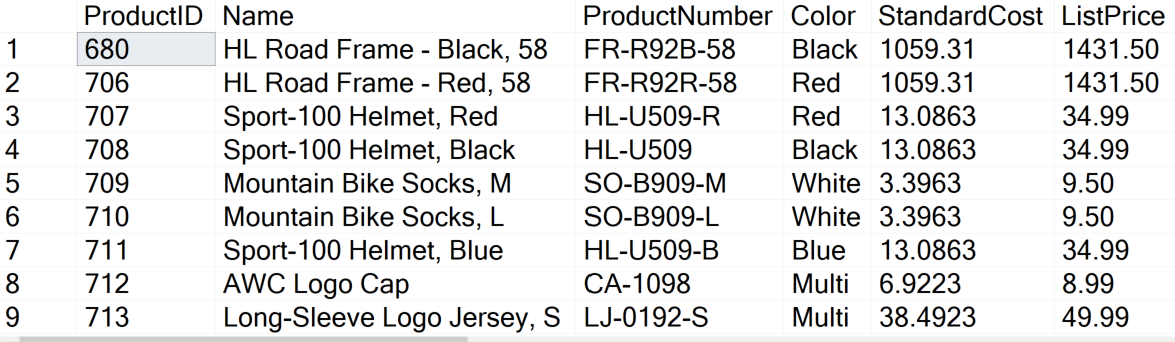 ProductID Name ProductNumber Color StandardCost ListPrice
1 680 HL Road Frame - Black, 58 FR-R92B-58 Black 1059.31 1431.50
2 706 HL Road Frame - Red, 58 FR-R92R-58 Red 1059.31 1431.50
3 707 Sport-100 Helmet, Red HL-U509-R Red 13.0863 34.99
4 708 Sport-100 Helmet, Black HL-U509 Black 13.0863 34.99
5 709 Mountain Bike Socks, M SO-B909-M White 3.3963 9.50
6 710 Mountain Bike Socks, L SO-B909-L White 3.3963 9.50
7 711 Sport-100 Helmet, Blue HL-U509-B Blue 13.0863 34.99
8 712 AWC Logo Cap CA-1098 Multi 6.9223 8.99
9 713 Long-Sleeve Logo Jersey, S LJ-0192-S Multi 38.4923 49.99